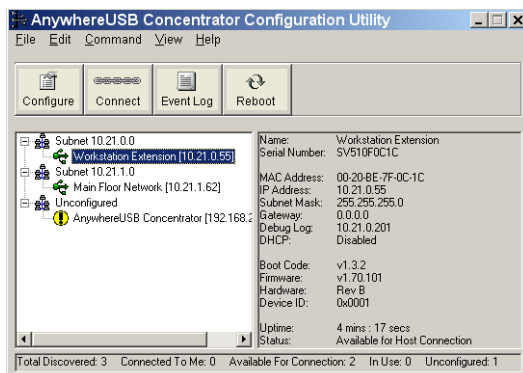 AnywhereUSB Concentrator Configuration Utility
File Edit Command View Help
Configure Connect Event Log Reboot
Subnet 10.21.0.0
Workstation Extension [10.21.0.55]
Subnet 10.21.1.0
Main Floor Network [10.21.1.62]
Unconfigured
AnywhereUSB Concentrator [192.168.2
Name: Workstation Extension
Serial Number: SV510F0C1C
MAC Address: 00-20-BE-7F-0C-1C
IP Address: 10.21.0.55
Subnet Mask: 255.255.255.0
Gateway: 0.0.0.0
Debug Log: 10.21.0.201
DHCP: Disabled
Boot Code: v1.3.2
Firmware: v1.70.101
Hardware: Rev B
Device ID: 0x0001
Uptime: 4 mins : 17 secs
Status: Available for Host Connection
Total Discovered: 3 Connected To Me: 0 Available For Connection: 2 In Use: 0 Unconfigured: 1